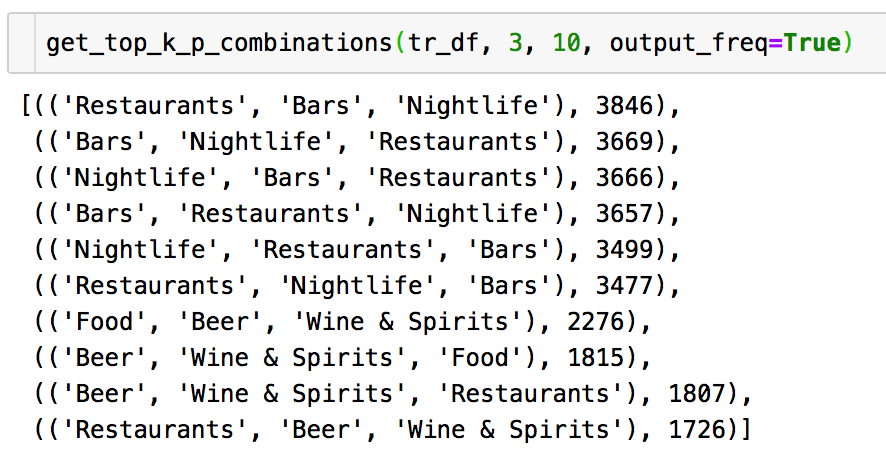 get_top_k_p_combinations(tr_df, 3, 10, output_freq=True)
[(('Restaurants', 'Bars', 'Nightlife'), 3846),
(('Bars', 'Nightlife', 'Restaurants'), 3669),
(('Nightlife', 'Bars', 'Restaurants'), 3666),
(('Bars', 'Restaurants', 'Nightlife'), 3657),
(('Nightlife', 'Restaurants', 'Bars'), 3499),
(('Restaurants', 'Nightlife', 'Bars'), 3477),
(('Food', 'Beer', 'Wine & Spirits'), 2276),
(('Beer', 'Wine & Spirits', 'Food'), 1815),
(('Beer', 'Wine & Spirits', 'Restaurants'), 1807),
(('Restaurants', 'Beer', 'Wine & Spirits'), 1726)]